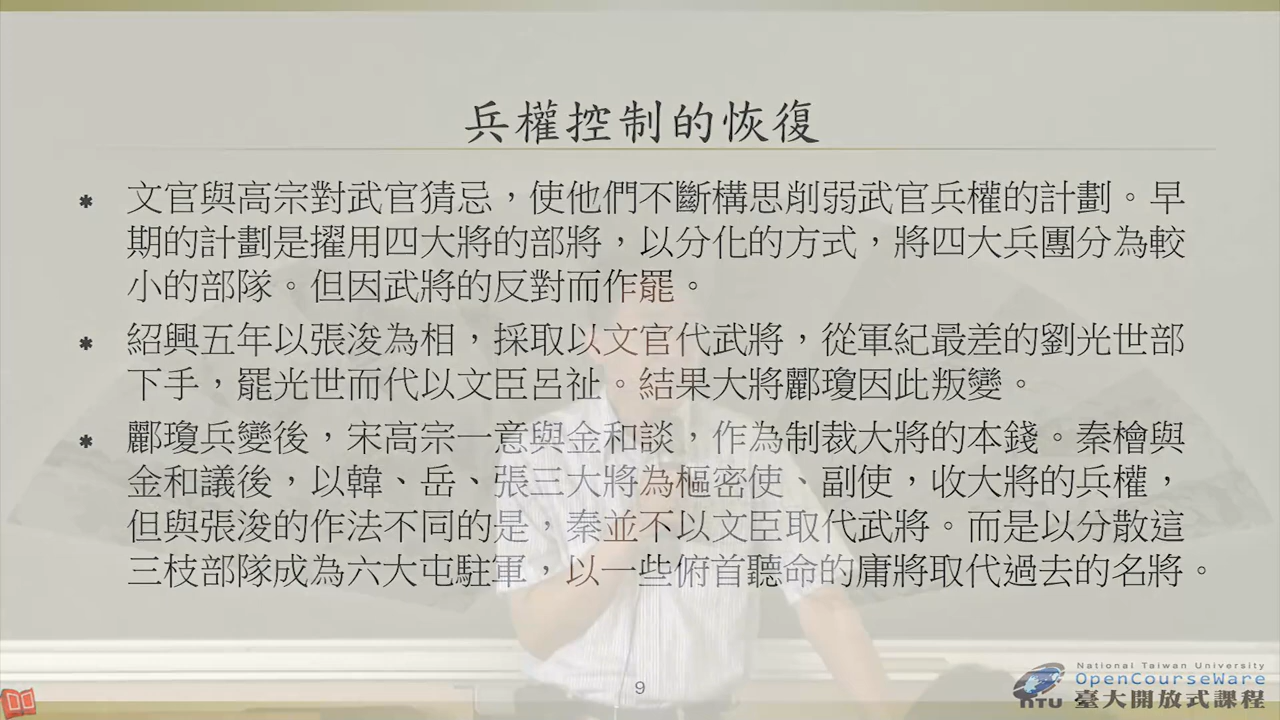 兵權控制的恢復
* 文官與高宗對武官猜忌，使他們不斷構思削弱武官兵權的計劃。早
期的計劃是擢用四大將的部將，以分化的方式，將四大兵團分為較
小的部隊。但因武將的反對而作罷。
* 紹興五年以張浚為相，採取以文官代武將，從軍紀最差的劉光世部
下手，罷光世而代以文臣呂祉。結果大將酈瓊因此叛變。
* 酈瓊兵變後，宋高宗一意與金和談，作為制裁大將的本錢。秦檜與
金和議後，以韓、岳、張三大將為樞密使、副使，收大將的兵權，
但與張浚的作法不同的是，秦並不以文臣取代武將。而是以分散這
三枝部隊成為六大屯駐軍，以一些俯首聽命的庸將取代過去的名將。
9
National Taiwan University
OpenCourseWare
NTU 臺大開放式課程